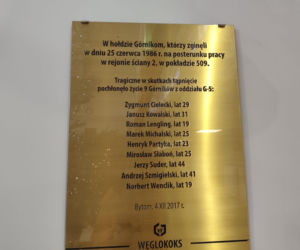 W hołdzie Górnikom, którzy zginęli
w dniu 25 czerwca 1986 r. na posterunku pracy
w rejonie ściany 2, w pokładzie 509.
Tragiczne w skutkach tąpnięcie
pochłonęło życie 9 Górników z oddziału G-5:
Zygmunt Cielecki, lat 29
Janusz Kowalski, lat 31
Roman Lengling, lat 19
Marek Michalski, lat 25
Henryk Partyka, lat 23
Mirosław Słaboń, lat 25
Jerzy Suder, lat 44
Andrzej Szmigielski, lat 41
Norbert Wenclik, lat 19
Bytom, 4 XII 2017 r.
WĘGLOKOKS